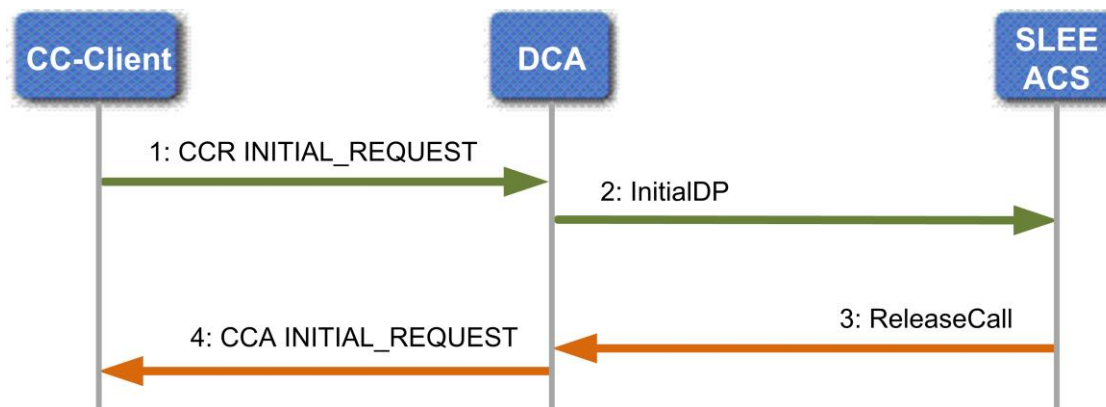 CC-Client
DCA
SLEE
ACS
1: CCR INITIAL_REQUEST
2: InitialDP
3: ReleaseCall
4: CCA INITIAL_REQUEST